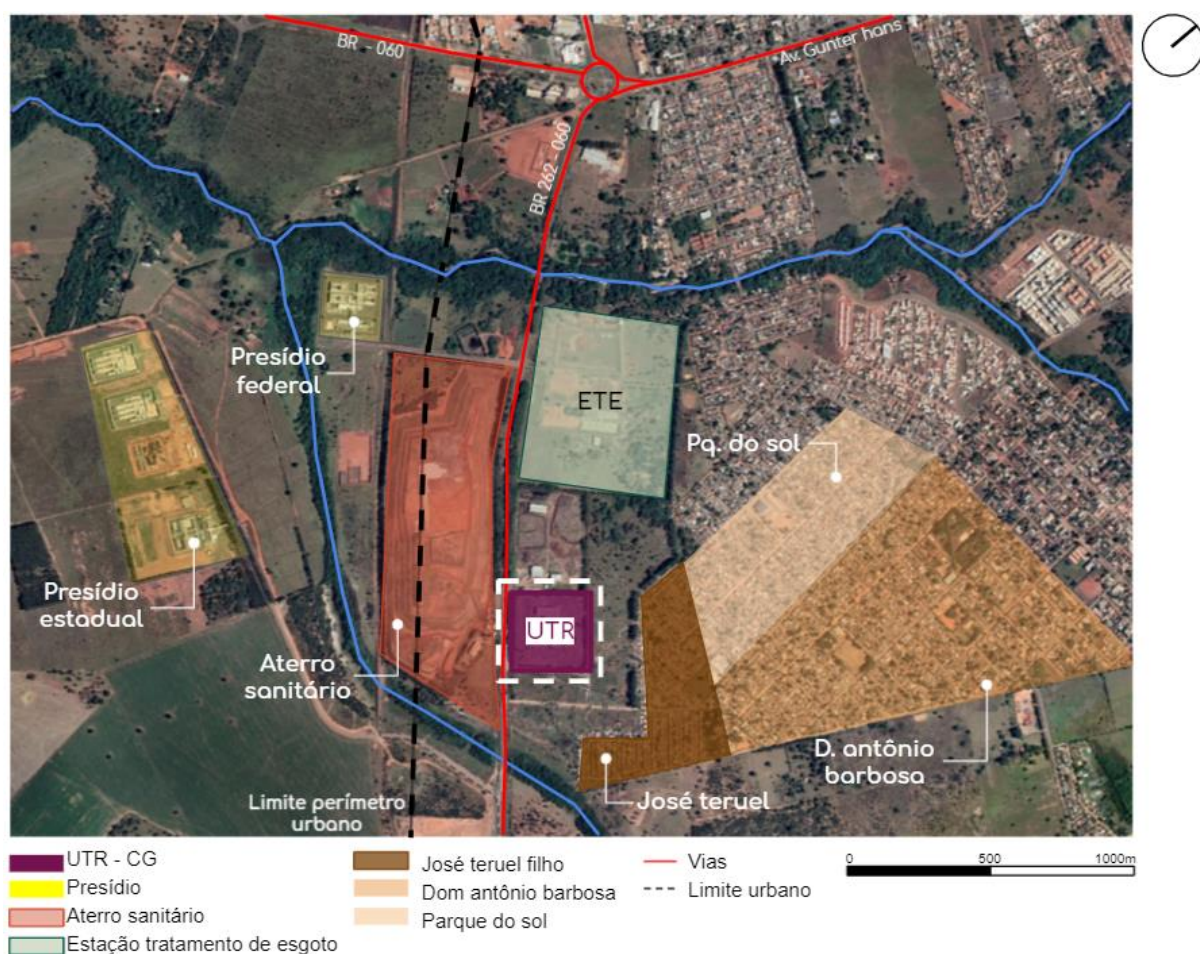 BR - 060
Av. Gunter hans
BR 262 - 060
Presídio
federal
ETE
Pq. do sol
Presídio
estadual
UTR
Aterro
sanitário
D. antônio
barbosa
José teruel
Limite perímetro
urbano
UTR - CG
Presídio
Aterro sanitário
Estação tratamento de esgoto
José teruel filho
Dom antônio barbosa
Parque do sol
Vias
Limite urbano
0 500 1000m